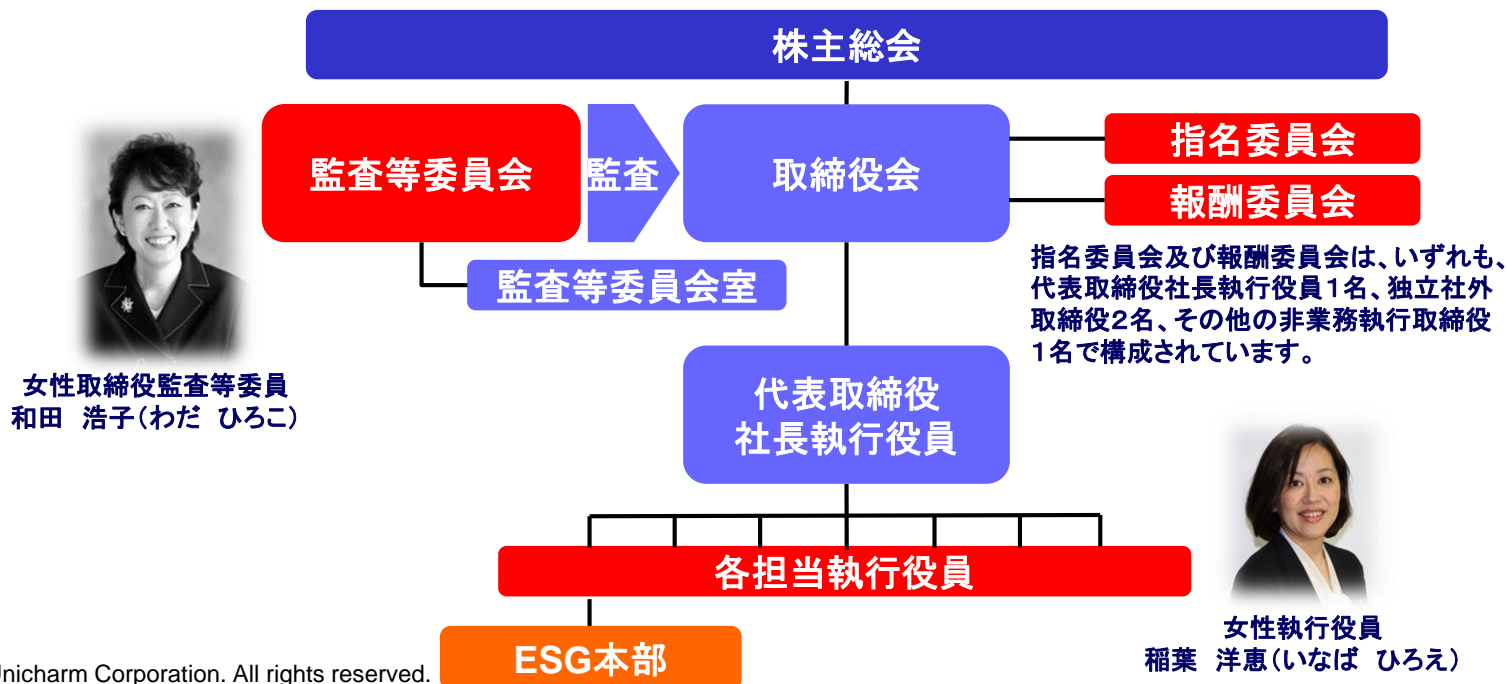 株主総会
監査等委員会
監査
取締役会
指名委員会
報酬委員会
監査等委員会室
指名委員会及び報酬委員会は、いずれも、
代表取締役社長執行役員1名、独立社外
取締役2名、その他の非業務執行取締役
1名で構成されています。
女性取締役監査等委員
和田 浩子(わだ ひろこ)
代表取締役
社長執行役員
各担当執行役員
女性執行役員
稲葉 洋恵(いなば ひろえ)
ESG本部
Unicharm Corporation. All rights reserved.